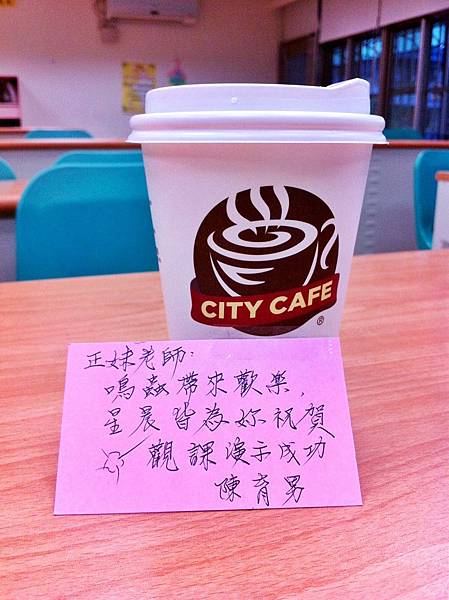 CITY CAFE
®
正妹老師:
鳴蟲帶來歡樂,
星晨皆為妳祝賀
觀課演示成功
陳育男